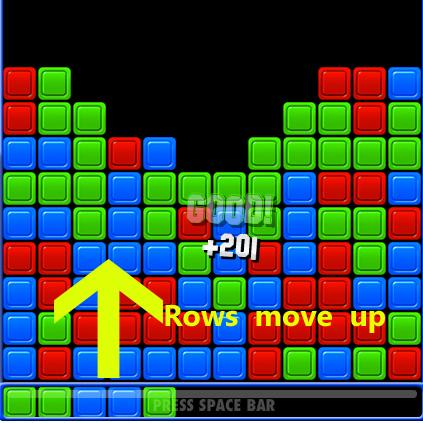 GOOD!
+201
Rows move up
PRESS SPACE BAR